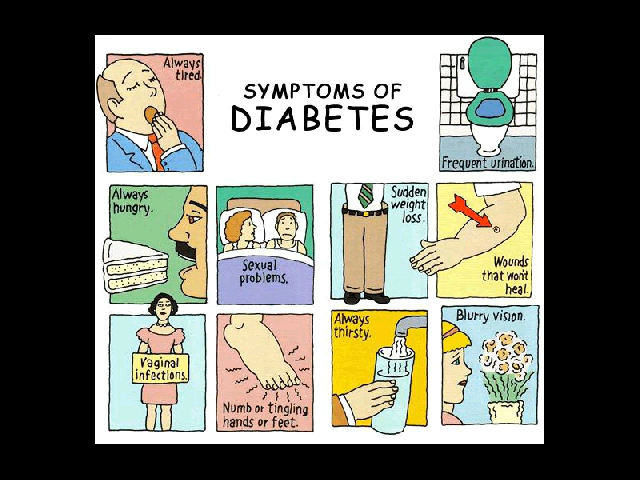 Always
tired.
SYMPTOMS OF
DIABETES
Frequent urination.
Always
hungry.
Sexual
problems.
Sudden
weight
loss.
Wounds
that won't
heal.
Vaginal
infections.
Numb or tingling
hands or feet.
Always
thirsty.
Blurry vision.